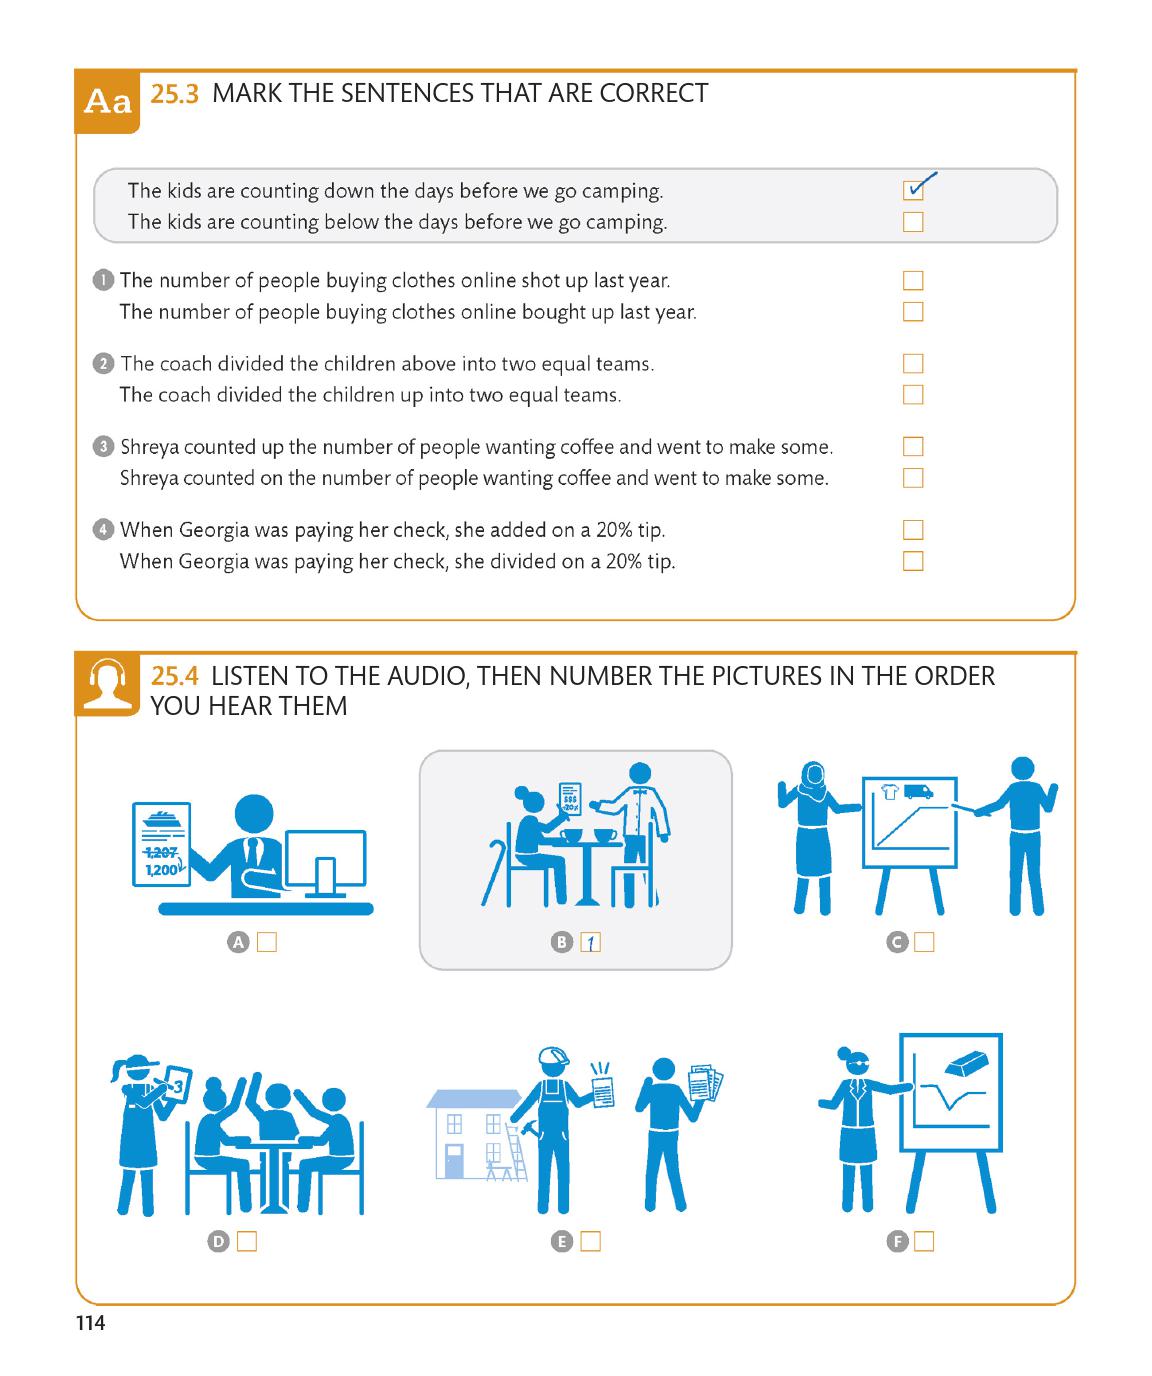 Aa 25.3 MARK THE SENTENCES THAT ARE CORRECT
The kids are counting down the days before we go camping.
The kids are counting below the days before we go camping.
1 The number of people buying clothes online shot up last year.
The number of people buying clothes online bought up last year.
2 The coach divided the children above into two equal teams.
The coach divided the children up into two equal teams.
3 Shreya counted up the number of people wanting coffee and went to make some.
Shreya counted on the number of people wanting coffee and went to make some.
4 When Georgia was paying her check, she added on a 20% tip.
When Georgia was paying her check, she divided on a 20% tip.
25.4 LISTEN TO THE AUDIO, THEN NUMBER THE PICTURES IN THE ORDER
YOU HEAR THEM
1,207
1,200
$$$
20%
A
B 1
C
3
D
E
F
114